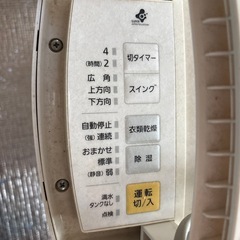 4
(時間) 2
切タイマー
広角
上方向
下方向
スイング
自動停止
(強) 連続
衣類乾燥
おまかせ
標準
(静音) 弱
除湿
満水
タンクなし
点検
運転
切/入